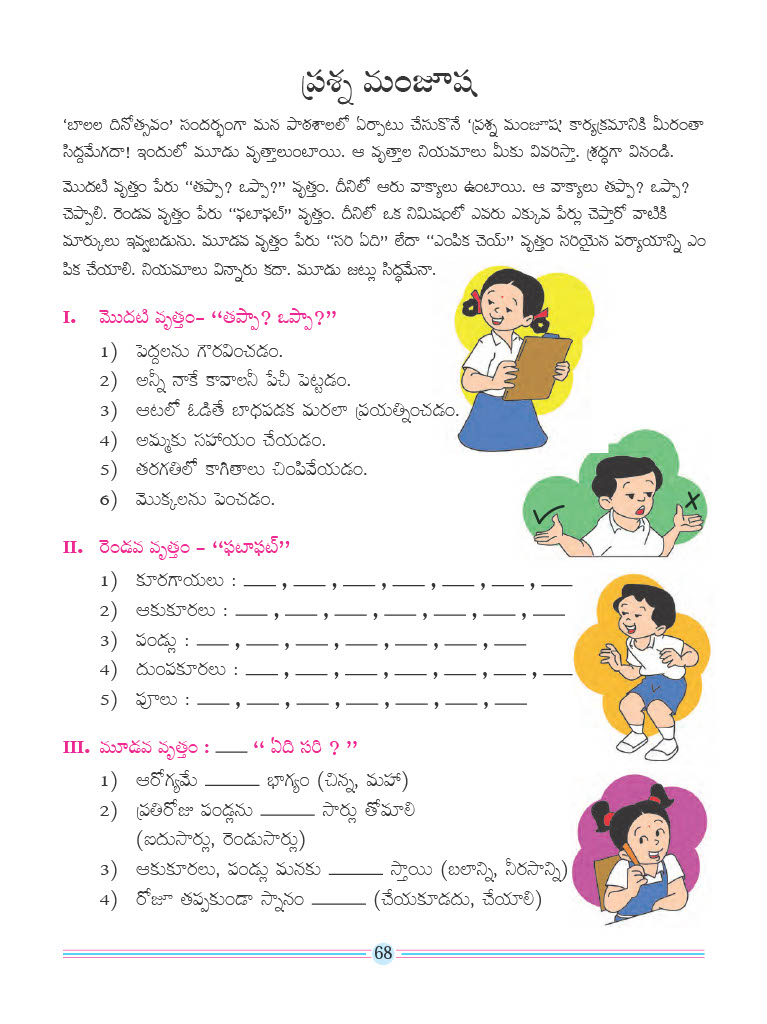 ప్రశ్న మంజూష
‘బాలల దినోత్సవం’ సందర్భంగా మన పాఠశాలలో ఏర్పాటు చేసుకొనే ‘ప్రశ్న మంజూష’ కార్యక్రమానికి మీరంతా
సిద్ధమేగదా! ఇందులో మూడు వృత్తాలుంటాయి. ఆ వృత్తాల నియమాలు మీకు వివరిస్తా. శ్రద్ధగా వినండి.
మొదటి వృత్తం పేరు “తప్పా? ఒప్పా?” వృత్తం. దీనిలో ఆరు వాక్యాలు ఉంటాయి. ఆ వాక్యాలు తప్పా? ఒప్పా?
చెప్పాలి. రెండవ వృత్తం పేరు “ఫటాఫట్” వృత్తం. దీనిలో ఒక నిమిషంలో ఎవరు ఎక్కువ పేర్లు చెప్తారో వాటికి
మార్కులు ఇవ్వబడును. మూడవ వృత్తం పేరు “సరి ఏది” లేదా “ఎంపిక చెయ్” వృత్తం సరియైన పర్యాయాన్ని ఎం
పిక చేయాలి. నియమాలు విన్నారు కదా. మూడు జట్లు సిద్ధమేనా.
I. మొదటి వృత్తం– “తప్పా? ఒప్పా?”
1) పెద్దలను గౌరవించడం.
2) అన్నీ నాకే కావాలనీ పేచీ పెట్టడం.
3) ఆటలో ఓడితే బాధపడక మరలా ప్రయత్నించడం.
4) అమ్మకు సహాయం చేయడం.
5) తరగతిలో కాగితాలు చింపివేయడం.
6) మొక్కలను పెంచడం.
II. రెండవ వృత్తం – “ఫటాఫట్”
1) కూరగాయలు : ___ , ___ , ___ , ___ , ___ , ___ , ___
2) ఆకుకూరలు : ___ , ___ , ___ , ___ , ___ , ___ , ___
3) పండ్లు : ___ , ___ , ___ , ___ , ___ , ___ , ___
4) దుంపకూరలు : ___ , ___ , ___ , ___ , ___ , ___ , ___
5) పూలు : ___ , ___ , ___ , ___ , ___ , ___ , ___
III. మూడవ వృత్తం : ___ “ ఏది సరి ? ”
1) ఆరోగ్యమే _____ భాగ్యం (చిన్న, మహా)
2) ప్రతిరోజు పండ్లను _____ సార్లు తోమాలి
(ఐదుసార్లు, రెండుసార్లు)
3) ఆకుకూరలు, పండ్లు మనకు _____ స్తాయి (బలాన్ని, నీరసాన్ని)
4) రోజూ తప్పకుండా స్నానం _____ (చేయకూడదు, చేయాలి)
68